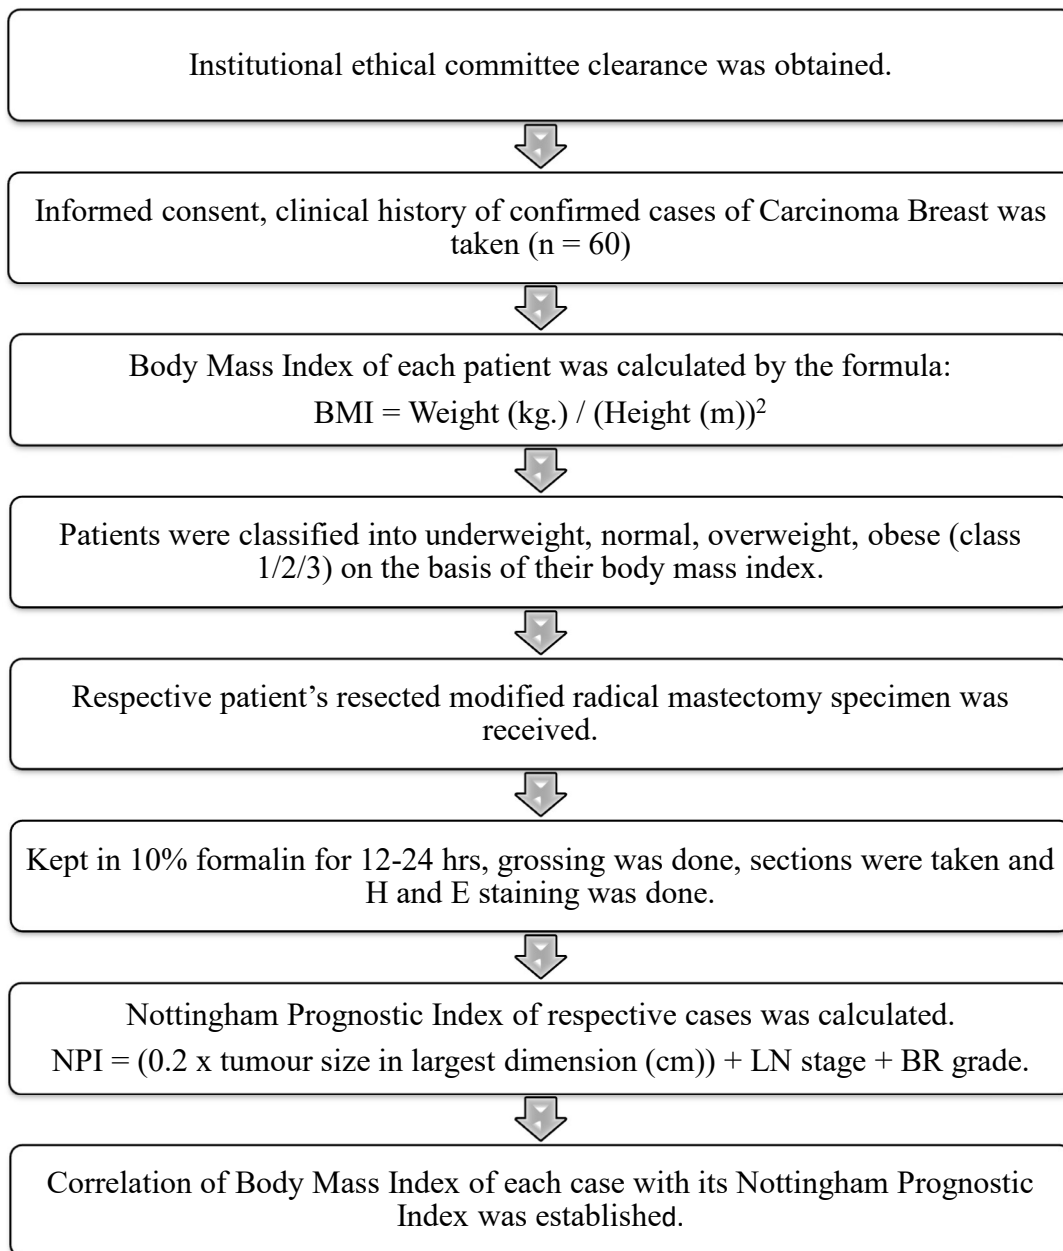 Institutional ethical committee clearance was obtained.
Informed consent, clinical history of confirmed cases of Carcinoma Breast was
taken (n = 60)
Body Mass Index of each patient was calculated by the formula:
BMI = Weight (kg.) / (Height (m))²
Patients were classified into underweight, normal, overweight, obese (class
1/2/3) on the basis of their body mass index.
Respective patient’s resected modified radical mastectomy specimen was
received.
Kept in 10% formalin for 12-24 hrs, grossing was done, sections were taken and
H and E staining was done.
Nottingham Prognostic Index of respective cases was calculated.
NPI = (0.2 x tumour size in largest dimension (cm)) + LN stage + BR grade.
Correlation of Body Mass Index of each case with its Nottingham Prognostic
Index was established.